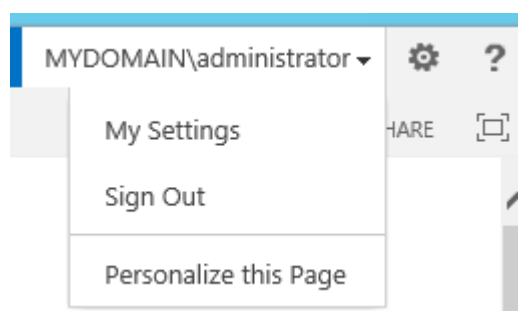 MYDOMAIN\administrator
?
My Settings
HARE
Sign Out
Personalize this Page